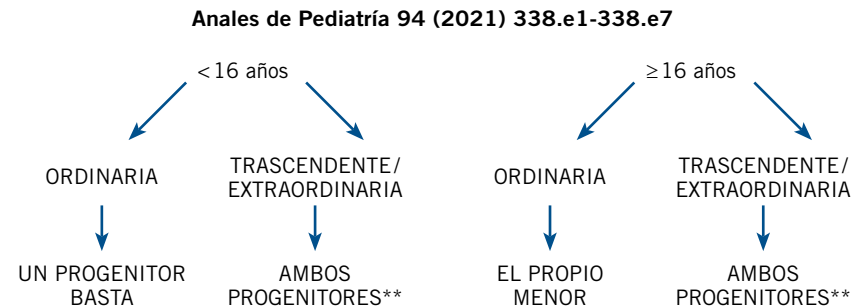 Anales de Pediatría 94 (2021) 338.e1-338.e7
<16 años
≥16 años
ORDINARIA
TRASCENDENTE/
EXTRAORDINARIA
ORDINARIA
TRASCENDENTE/
EXTRAORDINARIA
UN PROGENITOR
BASTA
AMBOS
PROGENITORES**
EL PROPIO
MENOR
AMBOS
PROGENITORES**